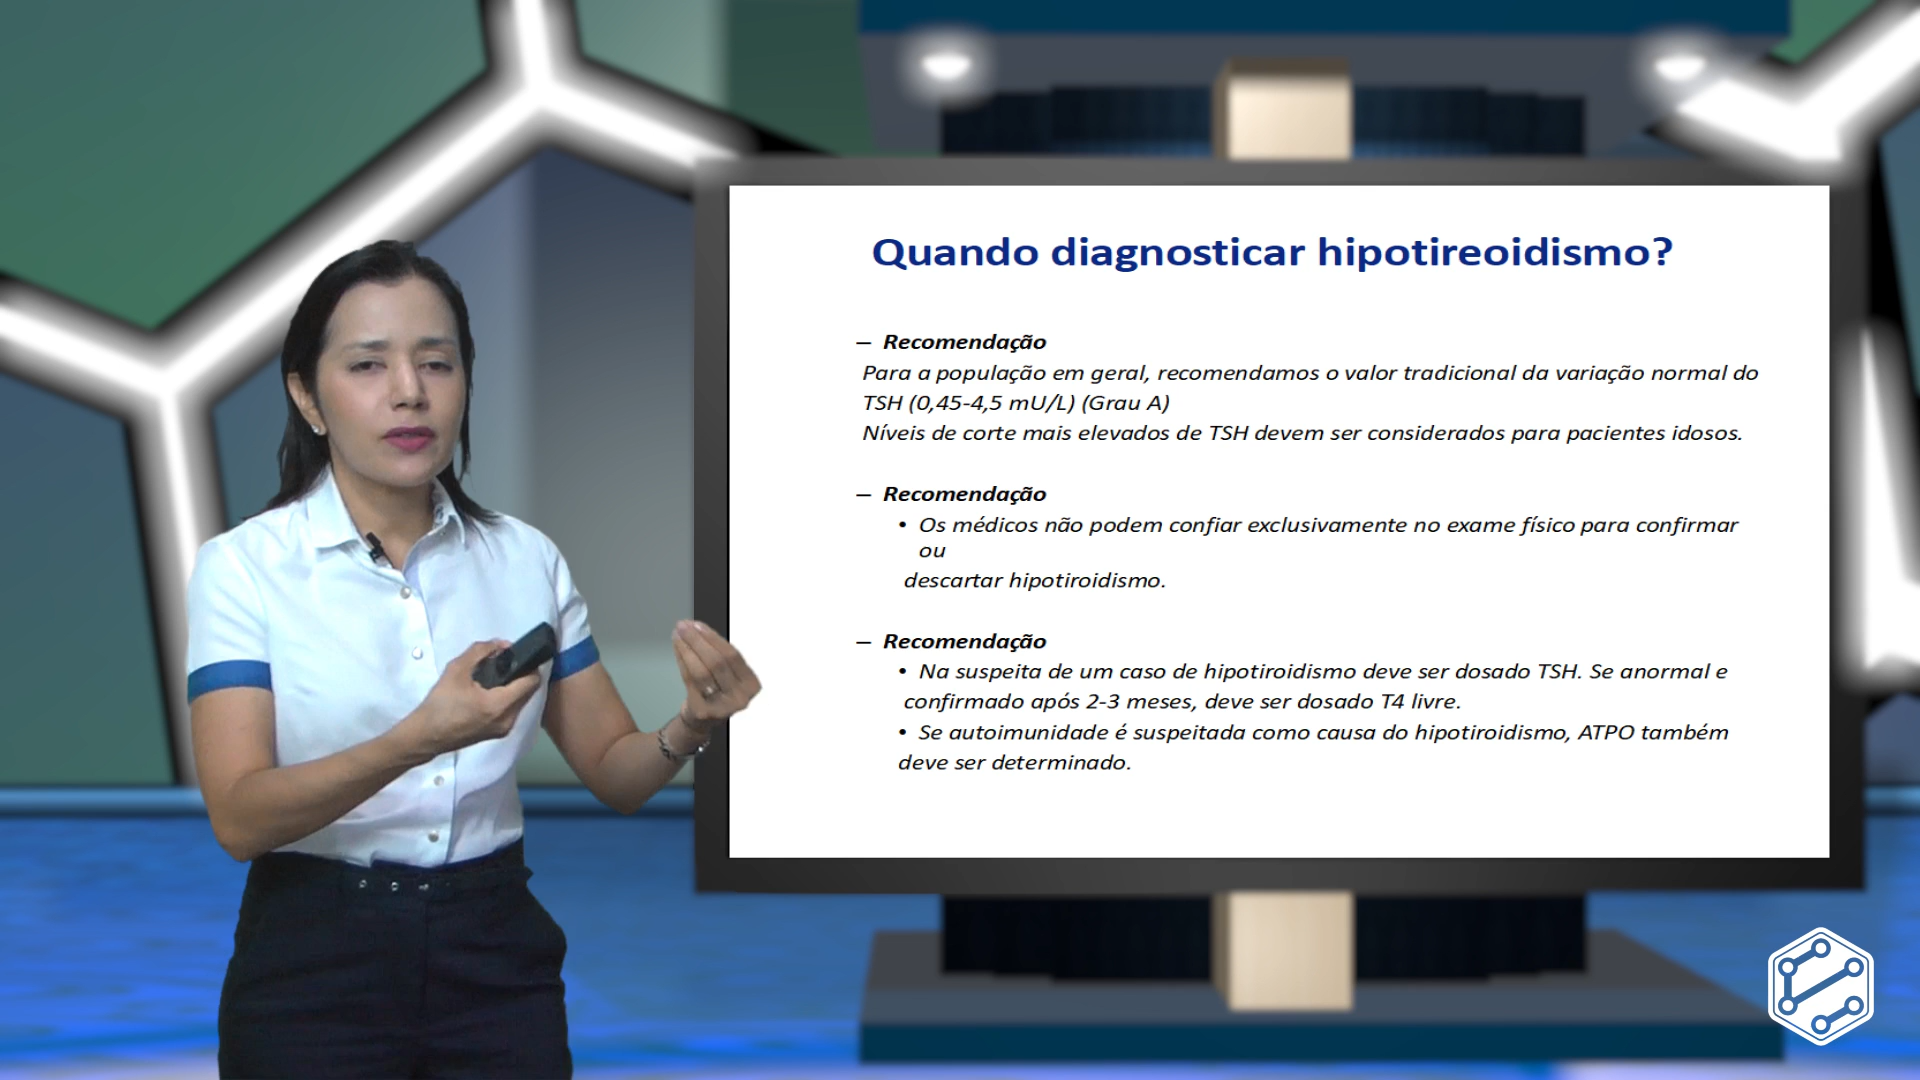 Quando diagnosticar hipotireoidismo?
– Recomendação
Para a população em geral, recomendamos o valor tradicional da variação normal do
TSH (0,45-4,5 mU/L) (Grau A)
Níveis de corte mais elevados de TSH devem ser considerados para pacientes idosos.
– Recomendação
• Os médicos não podem confiar exclusivamente no exame físico para confirmar
ou
descartar hipotiroidismo.
– Recomendação
• Na suspeita de um caso de hipotiroidismo deve ser dosado TSH. Se anormal e
confirmado após 2-3 meses, deve ser dosado T4 livre.
• Se autoimunidade é suspeitada como causa do hipotiroidismo, ATPO também
deve ser determinado.